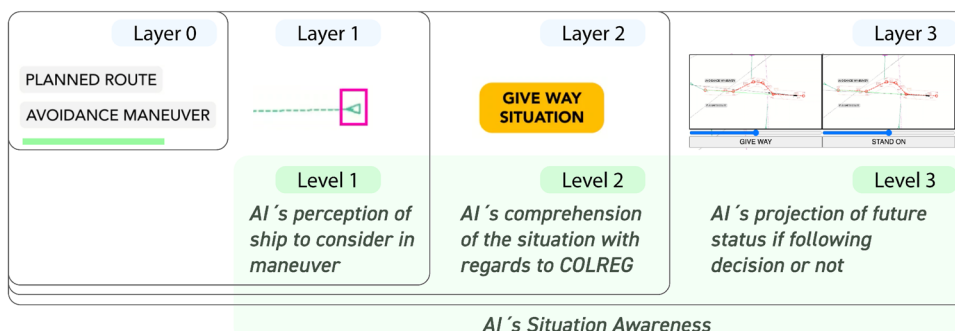 Layer 0
Layer 1
Layer 2
Layer 3
PLANNED ROUTE
AVOIDANCE MANEUVER
GIVE WAY
SITUATION
GIVE WAY
STAND ON
Level 1
Level 2
Level 3
AI´s perception of
ship to consider in
maneuver
AI´s comprehension
of the situation with
regards to COLREG
AI´s projection of future
status if following
decision or not
AI´s Situation Awareness